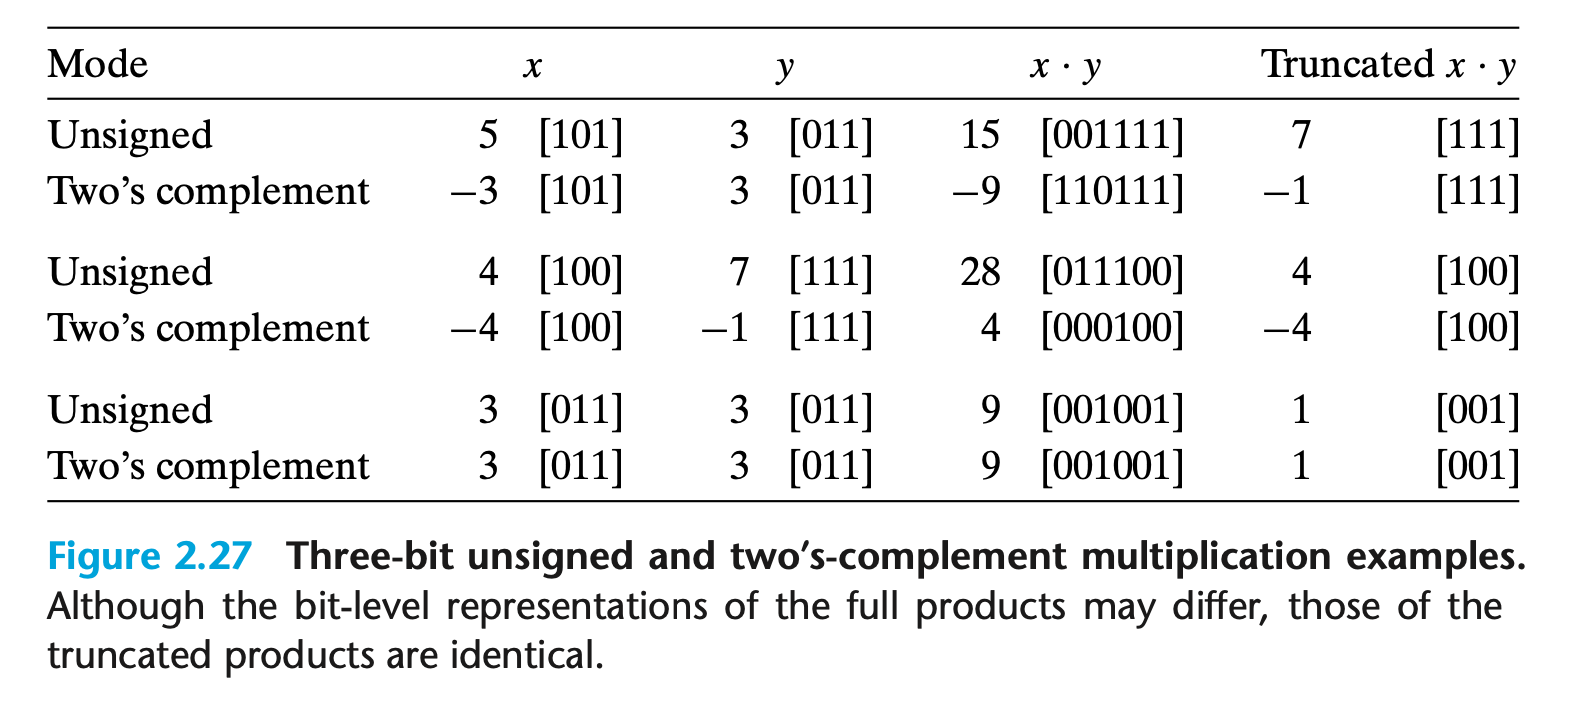 Mode x y x · y Truncated x · y
Unsigned 5 [101] 3 [011] 15 [001111] 7 [111]
Two’s complement −3 [101] 3 [011] −9 [110111] −1 [111]
Unsigned 4 [100] 7 [111] 28 [011100] 4 [100]
Two’s complement −4 [100] −1 [111] 4 [000100] −4 [100]
Unsigned 3 [011] 3 [011] 9 [001001] 1 [001]
Two’s complement 3 [011] 3 [011] 9 [001001] 1 [001]
Figure 2.27 Three-bit unsigned and two’s-complement multiplication examples.
Although the bit-level representations of the full products may differ, those of the
truncated products are identical.